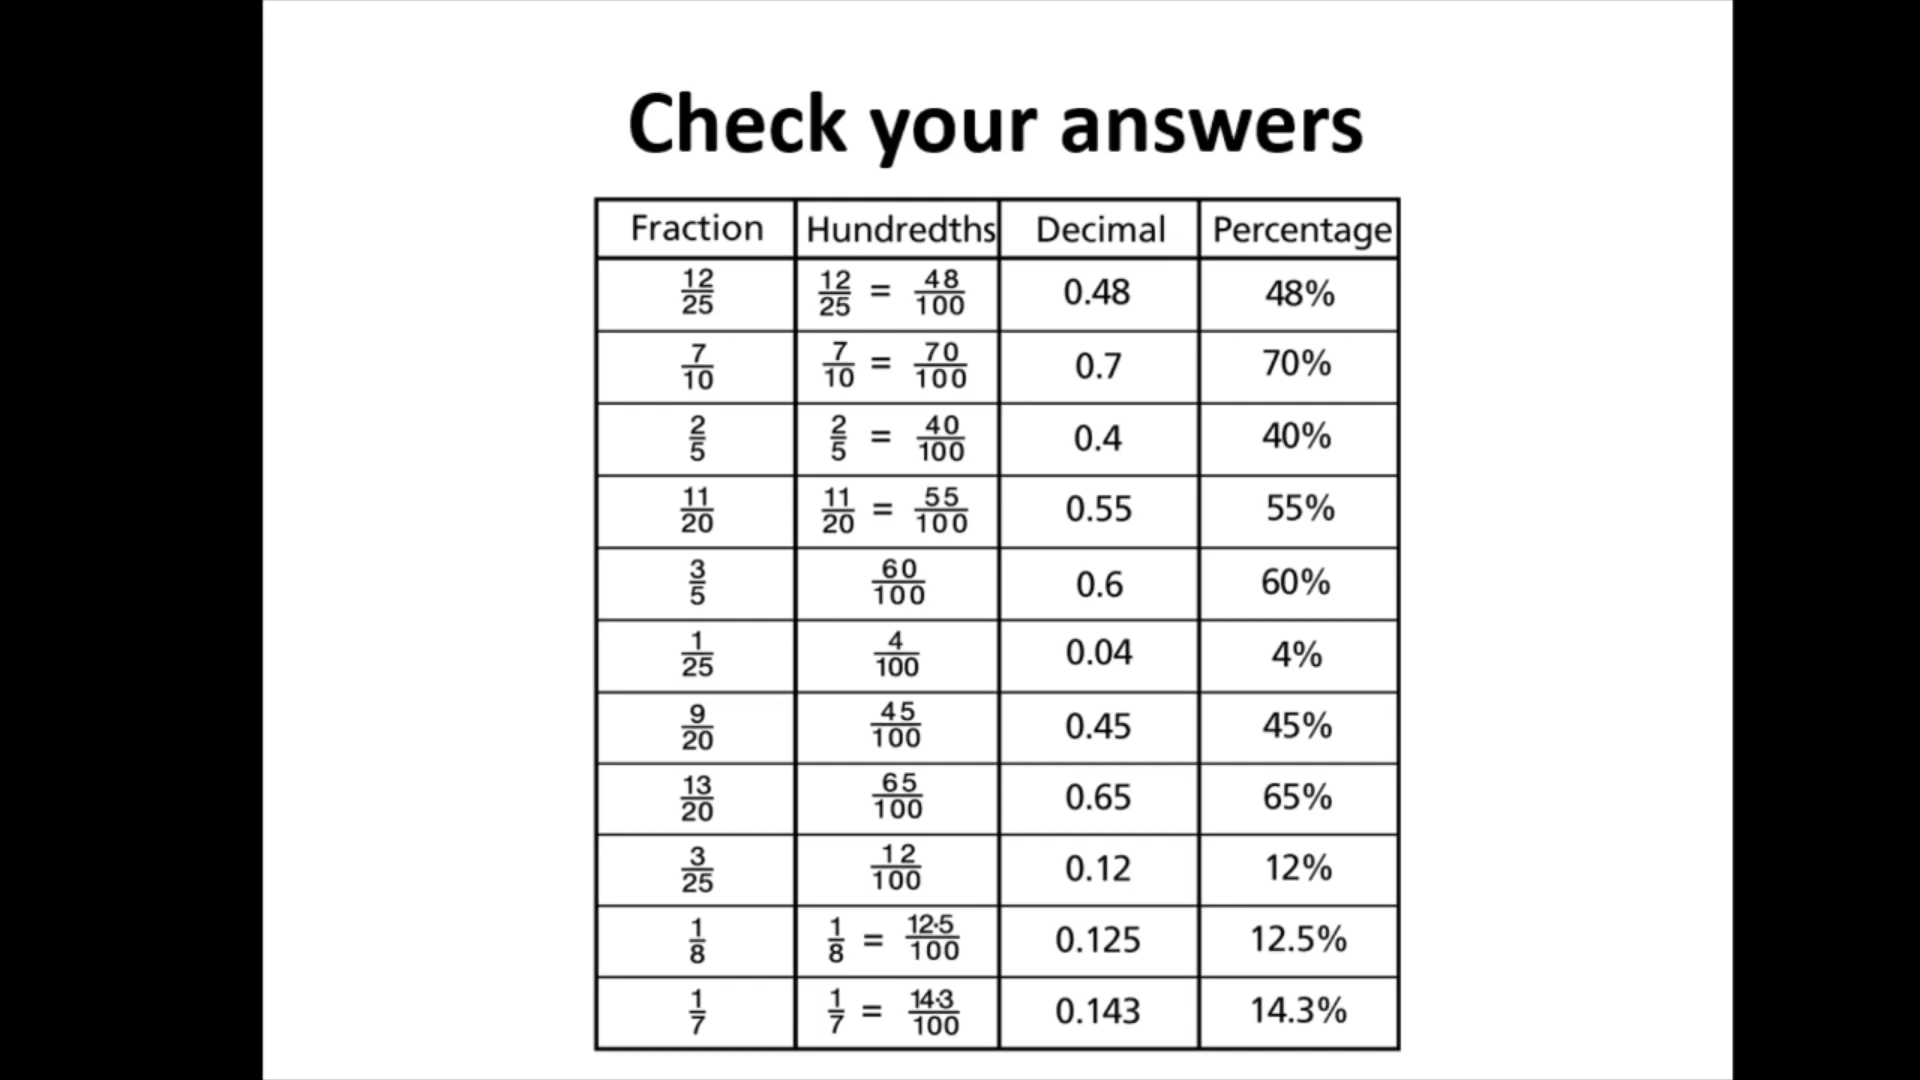 Check your answers
Fraction Hundredths Decimal Percentage
12/25 12/25 = 48/100 0.48 48%
7/10 7/10 = 70/100 0.7 70%
2/5 2/5 = 40/100 0.4 40%
11/20 11/20 = 55/100 0.55 55%
3/5 60/100 0.6 60%
1/25 4/100 0.04 4%
9/20 45/100 0.45 45%
13/20 65/100 0.65 65%
3/25 12/100 0.12 12%
1/8 1/8 = 12·5/100 0.125 12.5%
1/7 1/7 = 14·3/100 0.143 14.3%